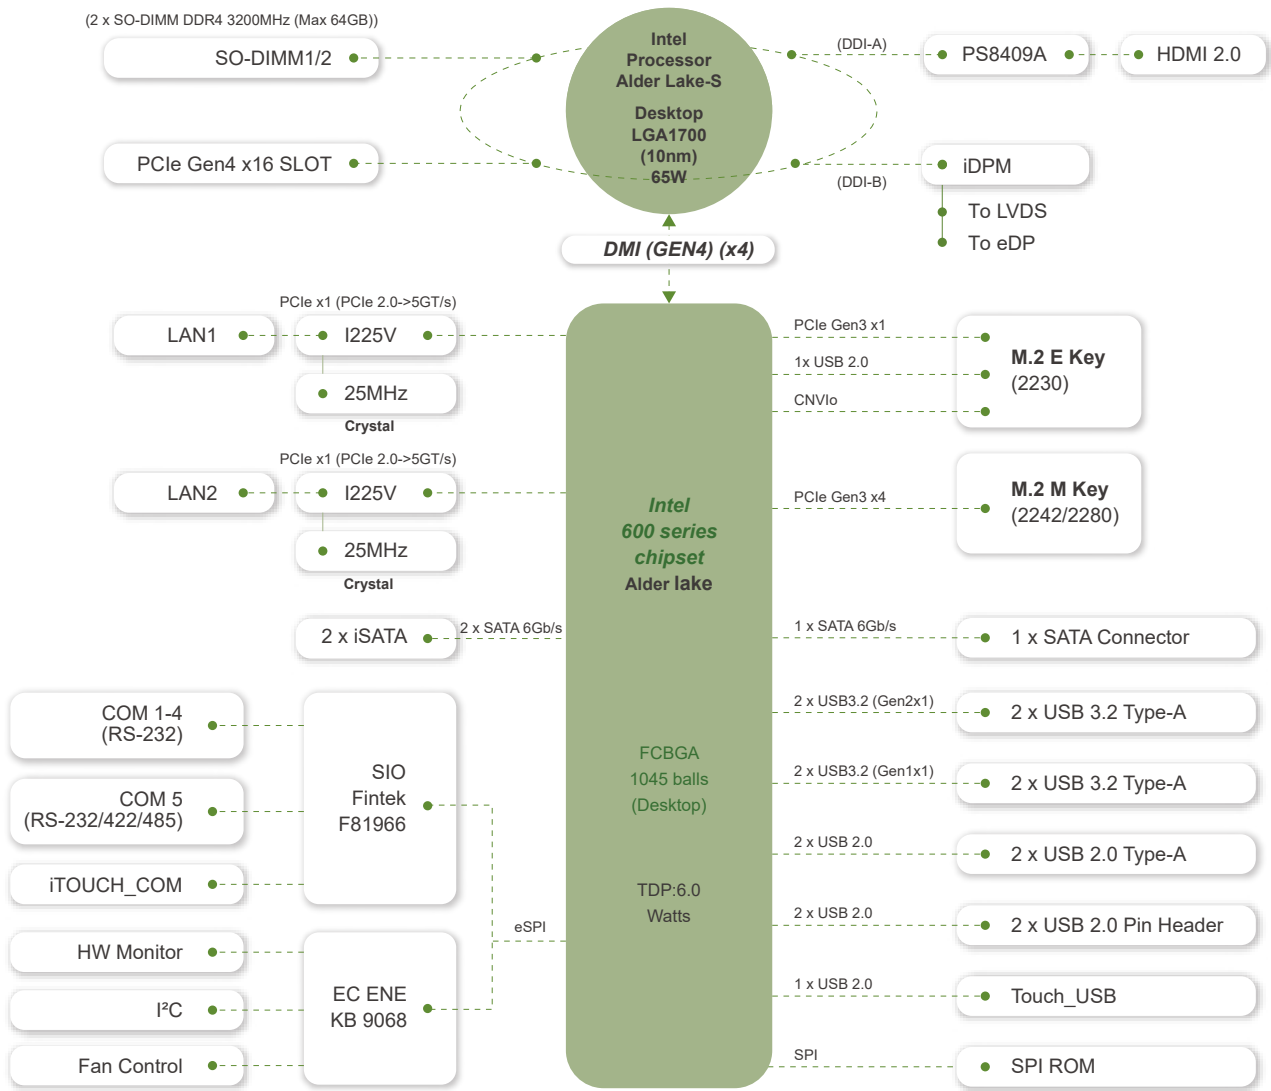 (2 x SO-DIMM DDR4 3200MHz (Max 64GB))
SO-DIMM1/2
PCIe Gen4 x16 SLOT
Intel
Processor
Alder Lake-S
Desktop
LGA1700
(10nm)
65W
(DDI-A)
PS8409A
HDMI 2.0
(DDI-B)
iDPM
To LVDS
To eDP
DMI (GEN4) (x4)
PCIe x1 (PCIe 2.0->5GT/s)
LAN1
I225V
25MHz
Crystal
PCIe x1 (PCIe 2.0->5GT/s)
LAN2
I225V
25MHz
Crystal
2 x iSATA
2 x SATA 6Gb/s
COM 1-4
(RS-232)
COM 5
(RS-232/422/485)
iTOUCH_COM
SIO
Fintek
F81966
HW Monitor
I²C
Fan Control
EC ENE
KB 9068
eSPI
Intel
600 series
chipset
Alder lake
FCBGA
1045 balls
(Desktop)
TDP:6.0
Watts
PCIe Gen3 x1
1x USB 2.0
CNVIo
M.2 E Key
(2230)
PCIe Gen3 x4
M.2 M Key
(2242/2280)
1 x SATA 6Gb/s
1 x SATA Connector
2 x USB3.2 (Gen2x1)
2 x USB 3.2 Type-A
2 x USB3.2 (Gen1x1)
2 x USB 3.2 Type-A
2 x USB 2.0
2 x USB 2.0 Type-A
2 x USB 2.0
2 x USB 2.0 Pin Header
1 x USB 2.0
Touch_USB
SPI
SPI ROM